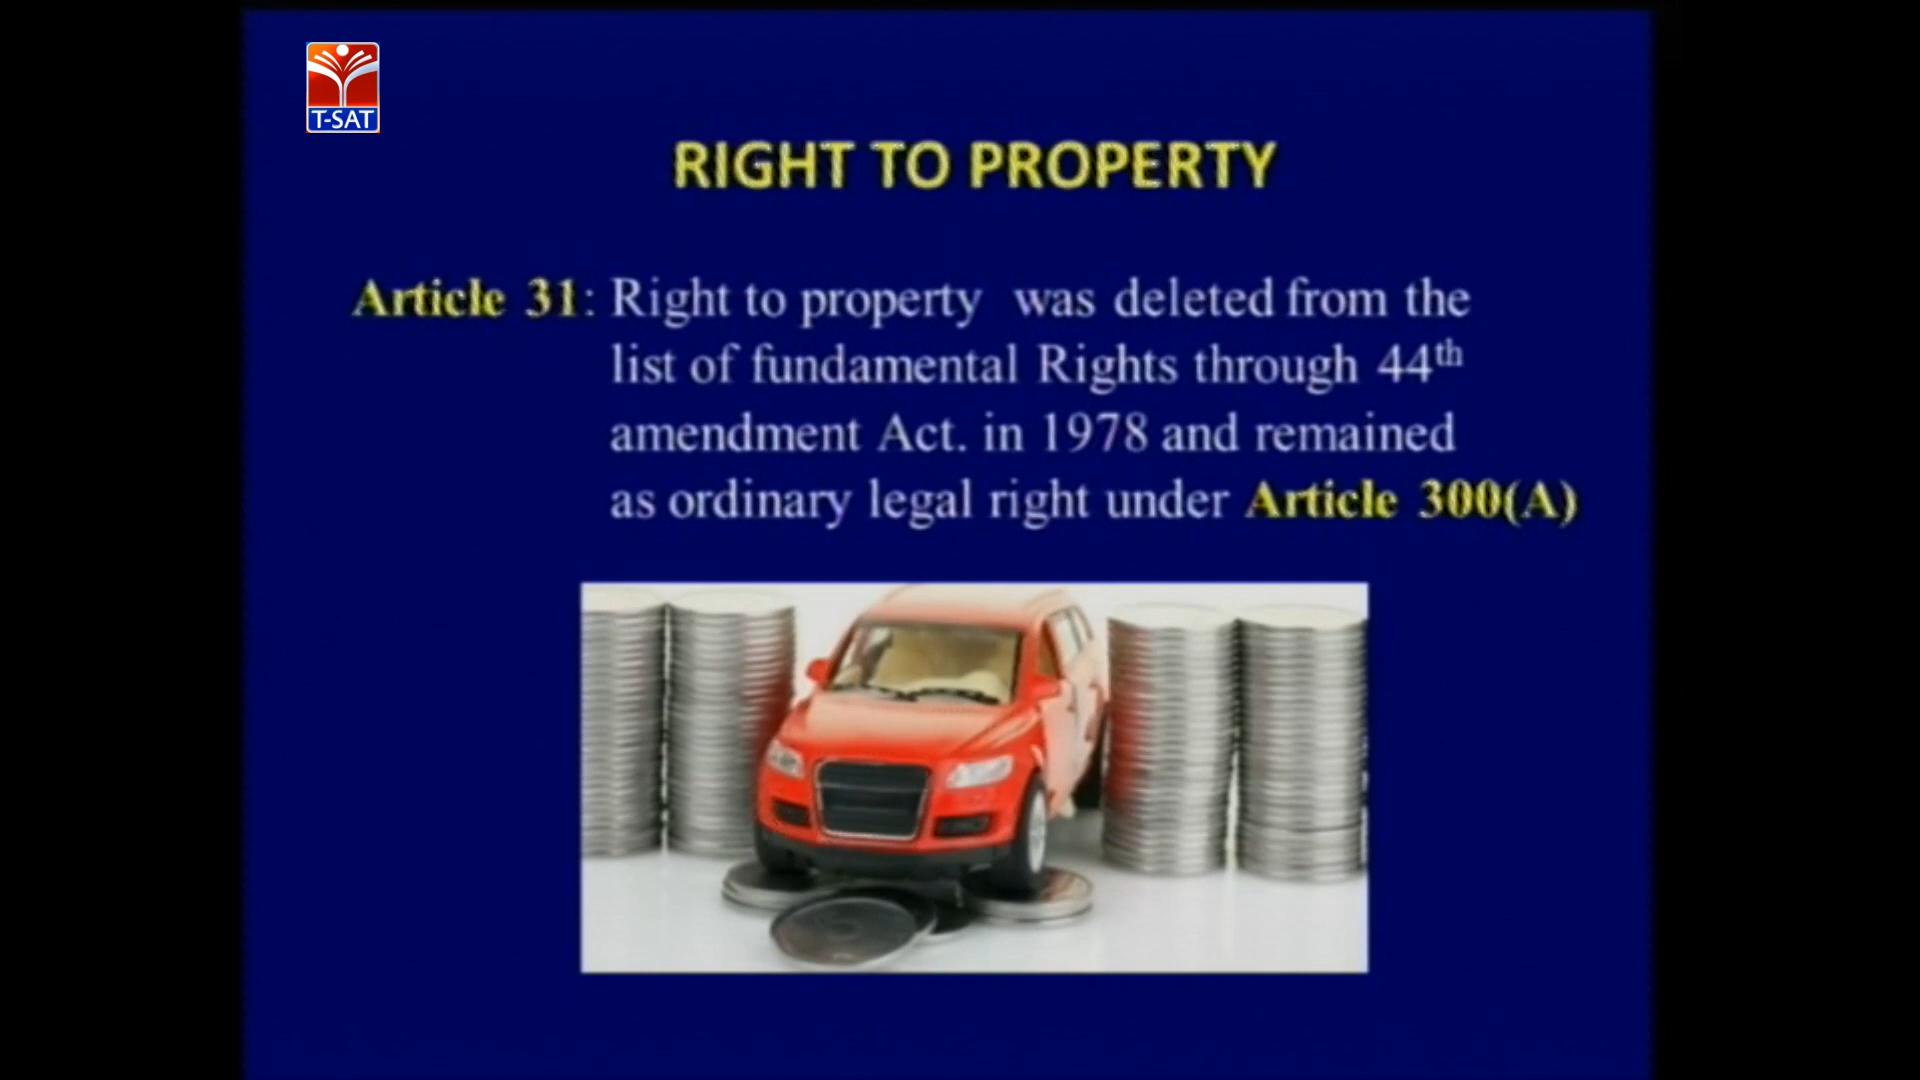 T-SAT
RIGHT TO PROPERTY
Article 31: Right to property was deleted from the
list of fundamental Rights through 44th
amendment Act. in 1978 and remained
as ordinary legal right under Article 300(A)